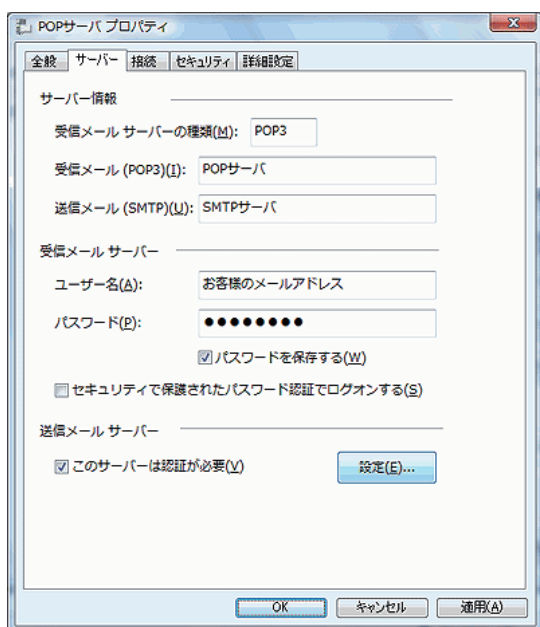 POPサーバ プロパティ
全般 サーバー 接続 セキュリティ 詳細設定
サーバー情報
受信メール サーバーの種類(M): POP3
受信メール (POP3)(I): POPサーバ
送信メール (SMTP)(U): SMTPサーバ
受信メール サーバー
ユーザー名(A): お客様のメールアドレス
パスワード(P): ●●●●●●●●
パスワードを保存する(W)
セキュリティで保護されたパスワード認証でログオンする(S)
送信メール サーバー
このサーバーは認証が必要(V) 設定(E)...
OK キャンセル 適用(A)